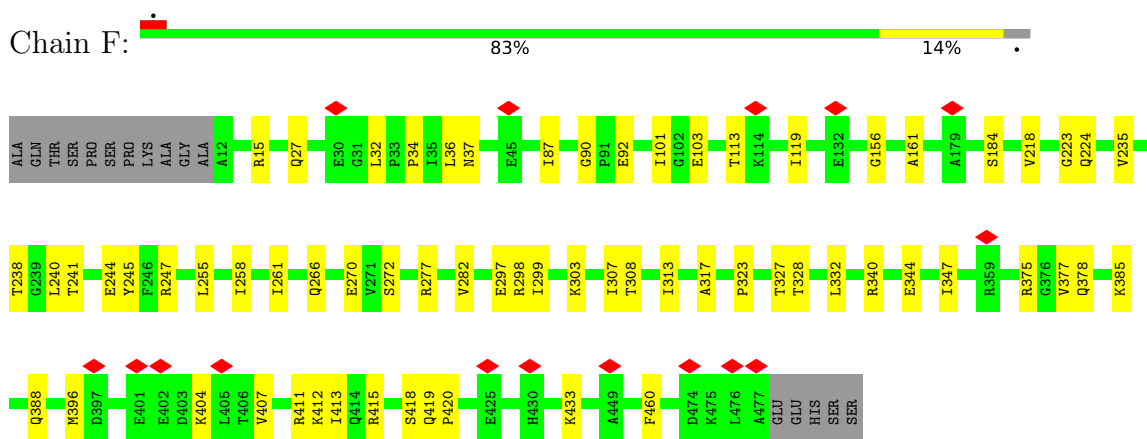 Chain F:
83% 14%
ALA GLN THR SER PRO SER PRO LYS ALA GLY ALA A12 R15 Q27 E30 G31 L32 P33 P34 I35 L36 N37 E45 I87 G90 P91 E92 I101 G102 E103 T113 K114 I119 E132 G156 A161 A179 S184 V218 G223 Q224 V235
T238 G239 L240 T241 E244 Y245 F246 R247 L255 I258 I261 Q266 E270 V271 S272 R277 V282 E297 R298 I299 K303 I307 T308 I313 A317 P323 T327 T328 L332 R340 E344 I347 R359 R375 G376 V377 Q378 K385
Q388 M396 D397 E401 E402 D403 K404 L405 T406 V407 R411 K412 I413 Q414 R415 S418 Q419 P420 E425 H430 K433 A449 F460 D474 K475 L476 A477 GLU GLU HIS SER SER